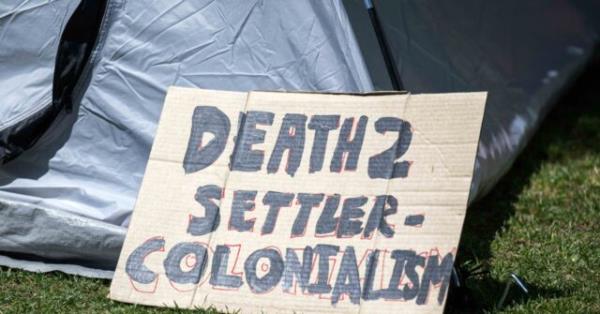 DEATH 2
SETTLER-
COLONIALISM